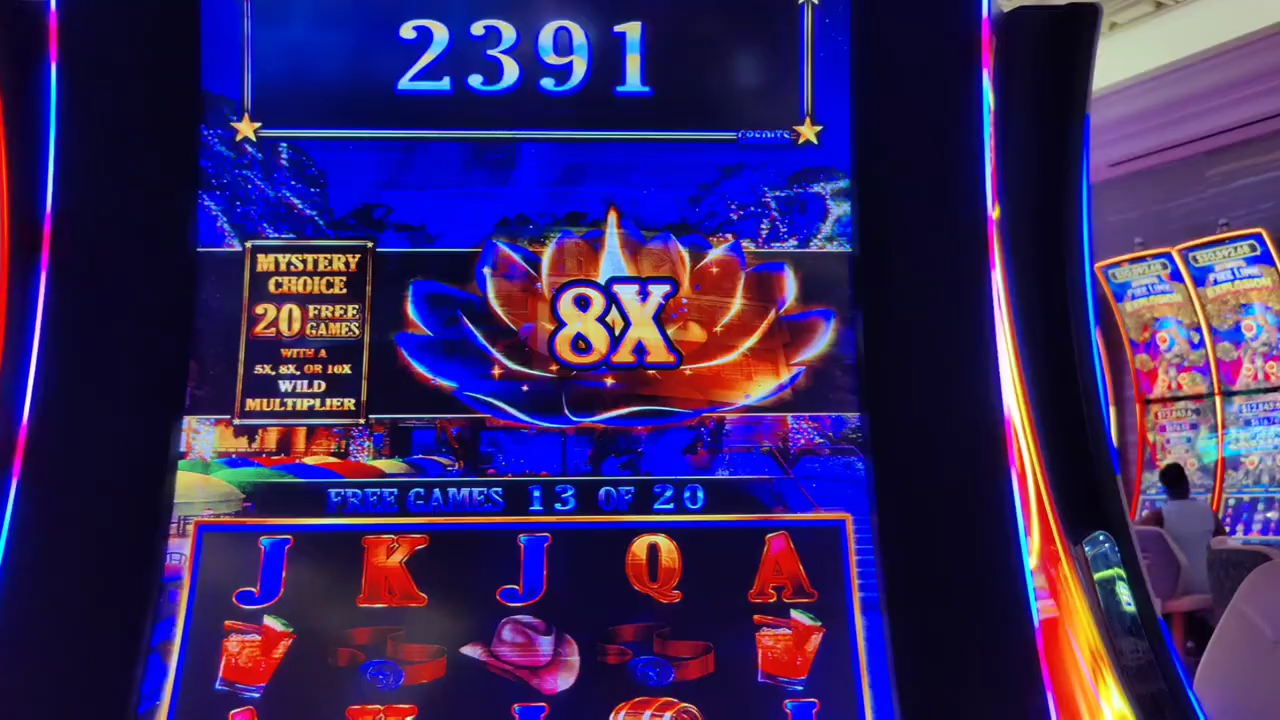 2391
CREDITS
MYSTERY
CHOICE
20 FREE
GAMES
WITH A
5X, 8X, OR 10X
WILD
MULTIPLIER
8X
FREE GAMES 13 OF 20
J K J Q A